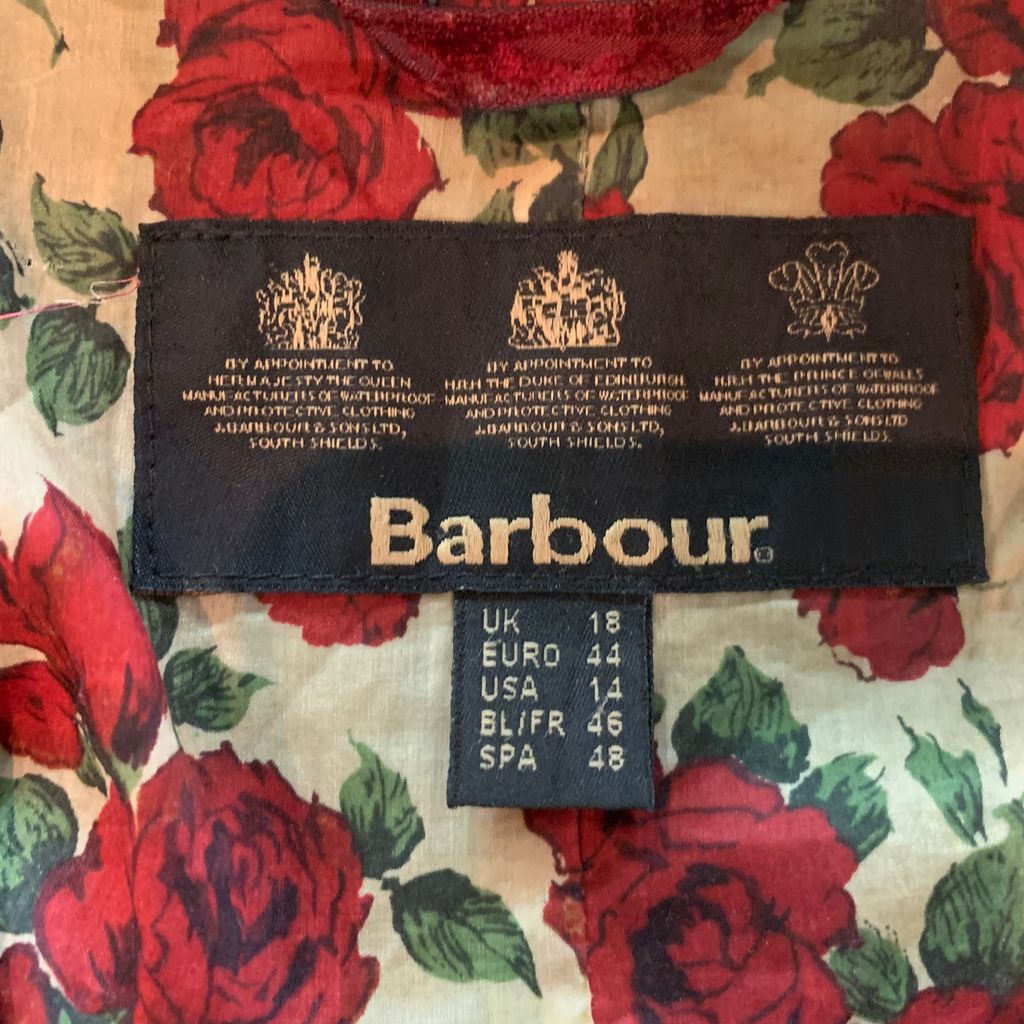 BY APPOINTMENT TO
HER MAJESTY THE QUEEN
MANUFACTURERS OF WATERPROOF
AND PROTECTIVE CLOTHING
J. BARBOUR & SONS LTD,
SOUTH SHIELDS.
BY APPOINTMENT TO
H.R.H THE DUKE OF EDINBURGH
MANUFACTURERS OF WATERPROOF
AND PROTECTIVE CLOTHING
J. BARBOUR & SONS LTD,
SOUTH SHIELDS.
BY APPOINTMENT TO
H.R.H THE PRINCE OF WALES
MANUFACTURERS OF WATERPROOF
AND PROTECTIVE CLOTHING
J. BARBOUR & SONS LTD
SOUTH SHIELDS.
Barbour
UK 18
EURO 44
USA 14
BL/FR 46
SPA 48